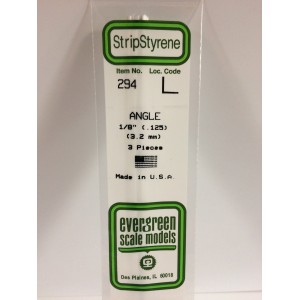 StripStyrene
Item No. Loc. Code
294 L
ANGLE
1/8" (.125)
(3.2 mm)
3 Pieces
Made in U.S.A.
evergreen
scale models
Des Plaines, IL 60018